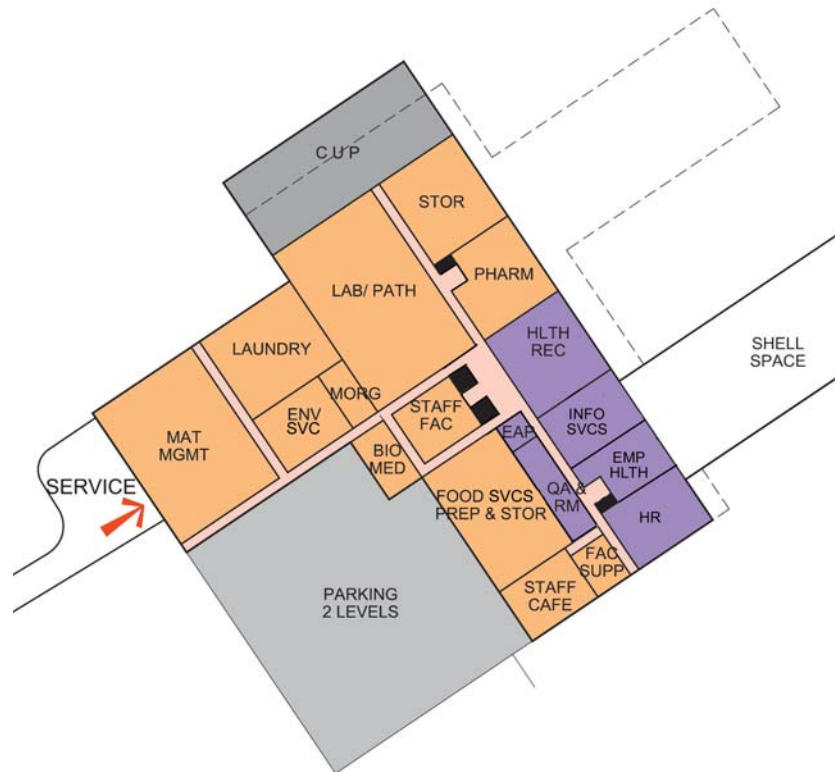 C U P
STOR
PHARM
LAB/ PATH
HLTH
REC
SHELL
SPACE
LAUNDRY
MORG
STAFF
FAC
ENV
SVC
INFO
SVCS
MAT
MGMT
EAP
BIO
MED
EMP
HLTH
SERVICE
FOOD SVCS
PREP & STOR
QA &
RM
HR
FAC
SUPP
STAFF
CAFE
PARKING
2 LEVELS